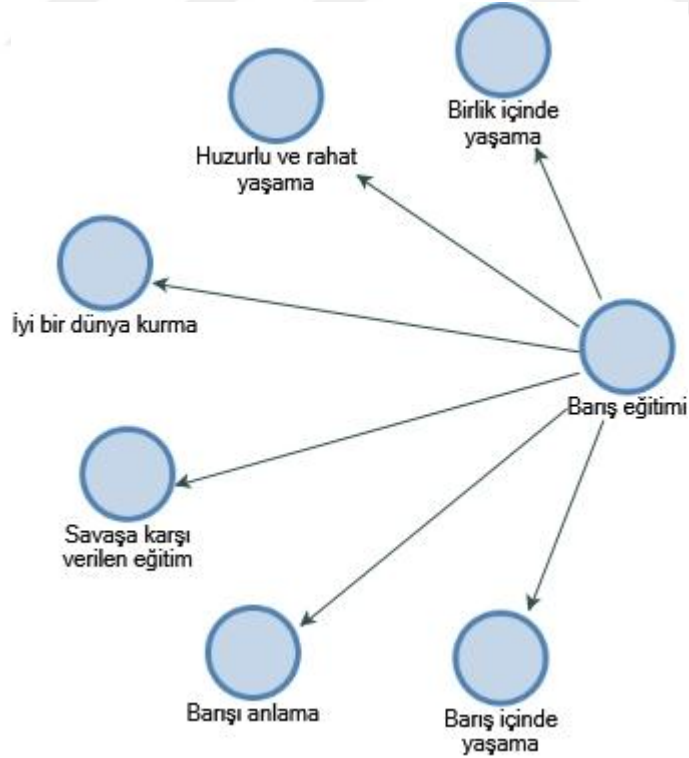 Birlik içinde
yaşama
Huzurlu ve rahat
yaşama
İyi bir dünya kurma
Barış eğitimi
Savaşa karşı
verilen eğitim
Barışı anlama
Barış içinde
yaşama